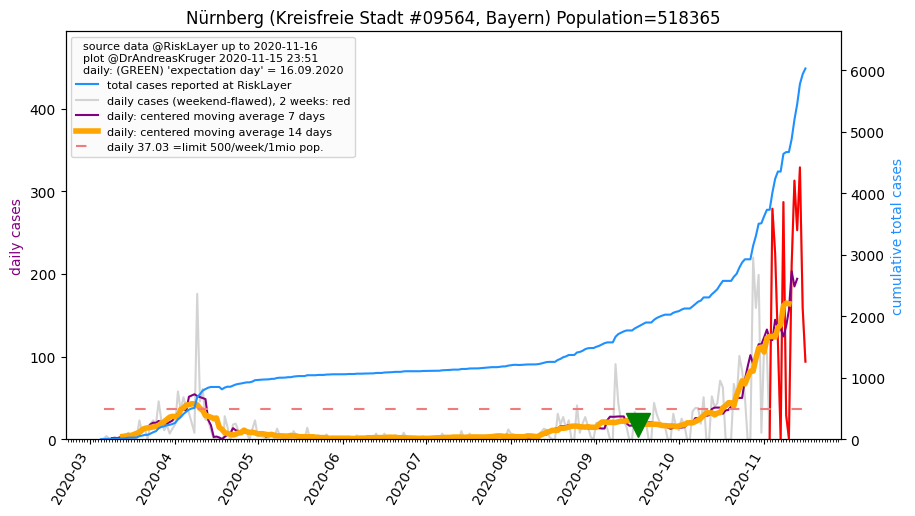 Nürnberg (Kreisfreie Stadt #09564, Bayern) Population=518365
source data @RiskLayer up to 2020-11-16
plot @DrAndreasKruger 2020-11-15 23:51
daily: (GREEN) 'expectation day' = 16.09.2020
total cases reported at RiskLayer
daily cases (weekend-flawed), 2 weeks: red
daily: centered moving average 7 days
daily: centered moving average 14 days
daily 37.03 =limit 500/week/1mio pop.
daily cases
400
300
200
100
0
cumulative total cases
6000
5000
4000
3000
2000
1000
0
2020-03
2020-04
2020-05
2020-06
2020-07
2020-08
2020-09
2020-10
2020-11